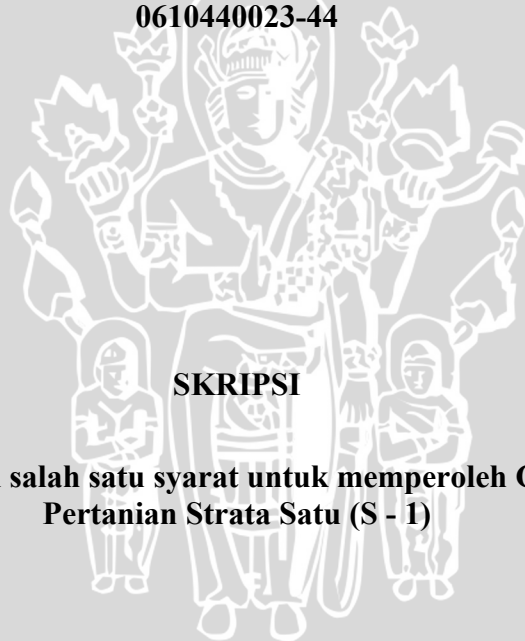 0610440023-44
SKRIPSI
salah satu syarat untuk memperoleh
Pertanian Strata Satu (S - 1)